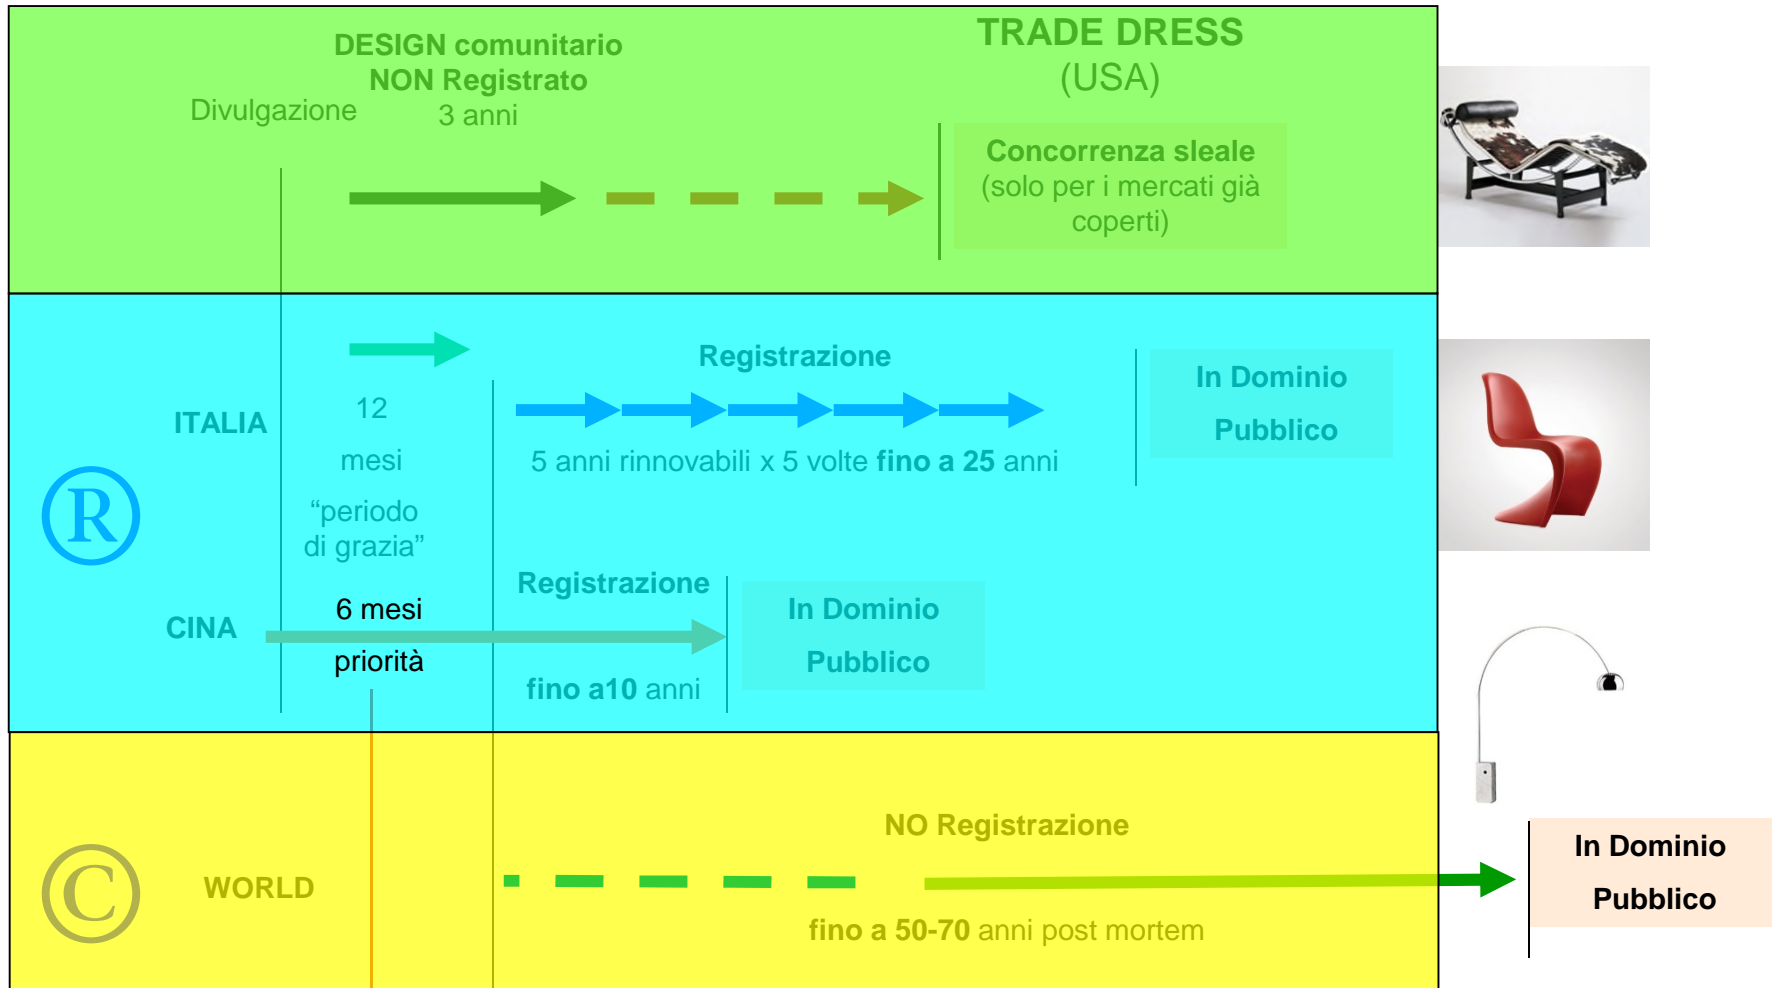 DESIGN comunitario
NON Registrato
3 anni
Divulgazione
TRADE DRESS
(USA)
Concorrenza sleale
(solo per i mercati già
coperti)
ITALIA
12
mesi
“periodo
di grazia”
Registrazione
5 anni rinnovabili x 5 volte fino a 25 anni
In Dominio
Pubblico
®
CINA
6 mesi
priorità
Registrazione
fino a10 anni
In Dominio
Pubblico
©
WORLD
NO Registrazione
fino a 50-70 anni post mortem
In Dominio
Pubblico